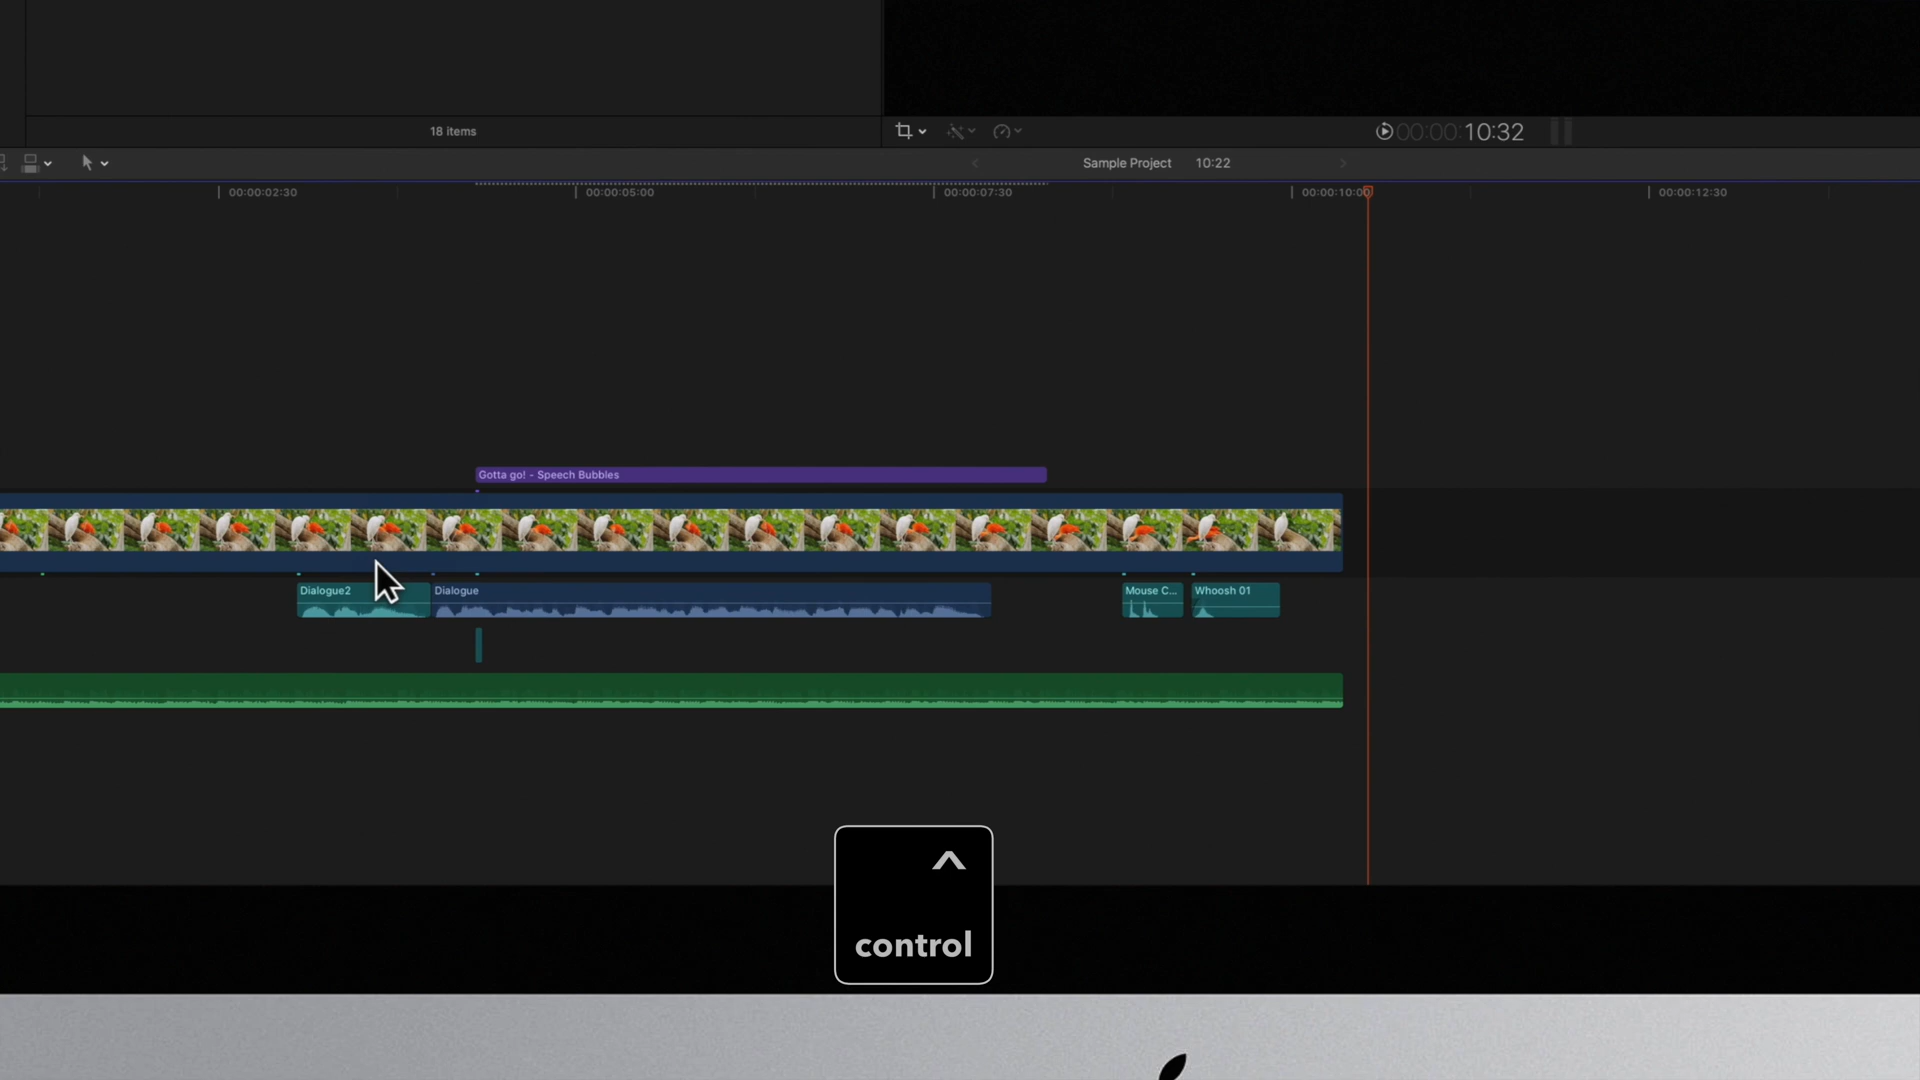 18 items
00:00:00:10:32
Sample Project 10:22
00:00:02:30
00:00:05:00
00:00:07:30
00:00:10:00
00:00:12:30
Gotta go! - Speech Bubbles
Dialogue2
Dialogue
Mouse C...
Whoosh 01
^
control